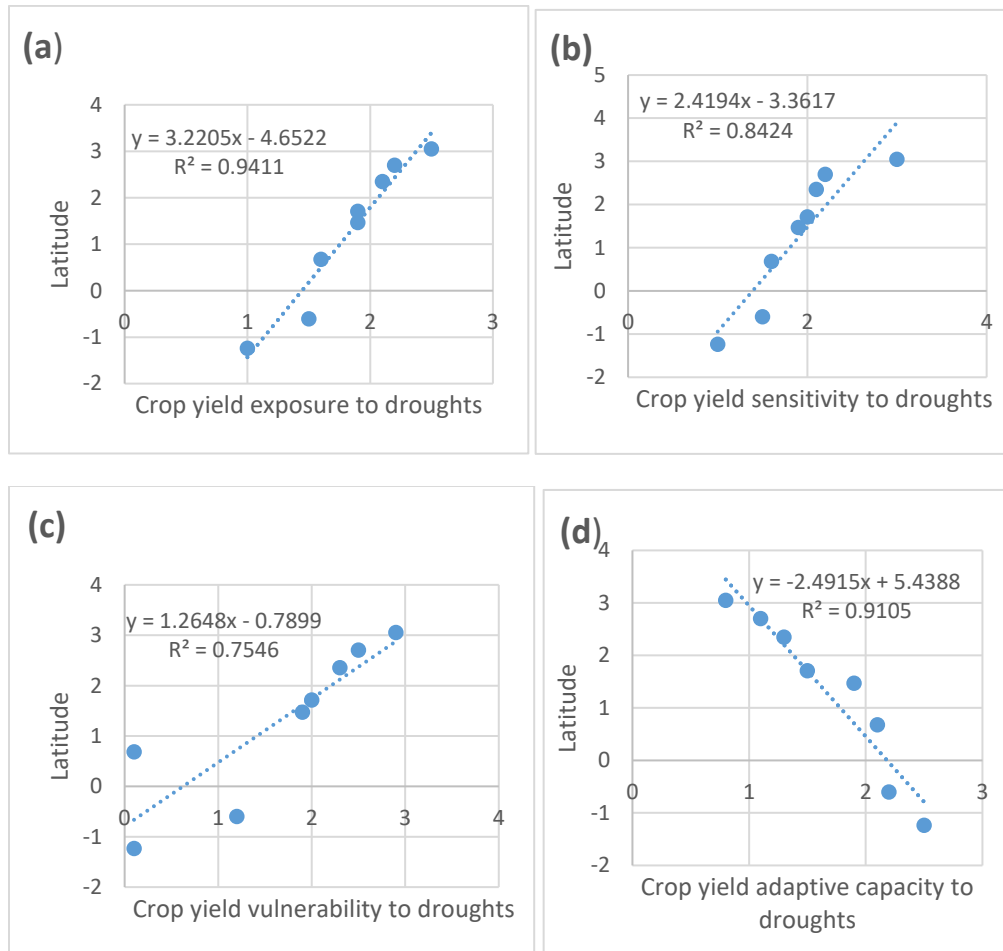 (a)
y = 3.2205x - 4.6522
R² = 0.9411
4
3
2
1
0
-1
-2
0
1
2
3
Latitude
Crop yield exposure to droughts
(b)
y = 2.4194x - 3.3617
R² = 0.8424
5
4
3
2
1
0
-1
-2
0
2
4
Latitude
Crop yield sensitivity to droughts
(c)
y = 1.2648x - 0.7899
R² = 0.7546
4
3
2
1
0
-1
-2
0
1
2
3
4
Latitude
Crop yield vulnerability to droughts
(d)
y = -2.4915x + 5.4388
R² = 0.9105
4
3
2
1
0
-1
-2
0
1
2
3
Latitude
Crop yield adaptive capacity to
droughts